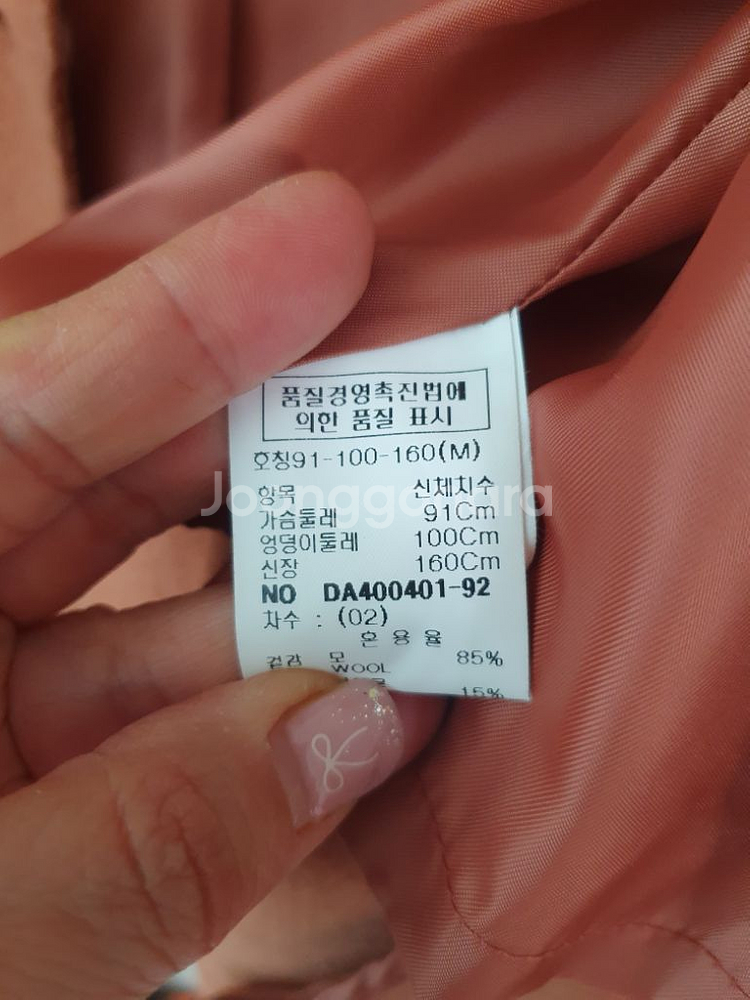 품질경영촉진법에
의한 품질 표시
호칭91-100-160(M)
항목 신체치수
가슴둘레 91Cm
엉덩이둘레 100Cm
신장 160Cm
NO DA400401-92
차수 : (02)
혼 용 율
겉감 모 85%
WOOL
15%